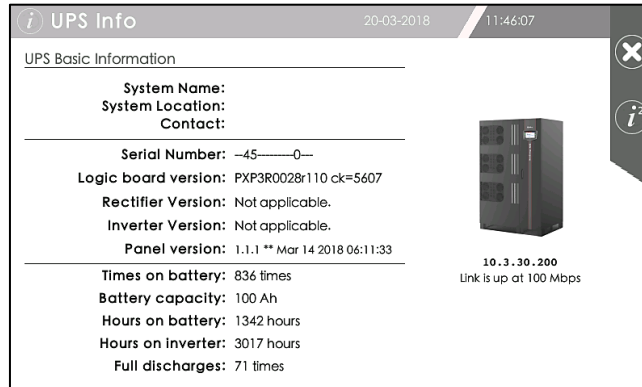 UPS Info 20-03-2018 11:46:07
UPS Basic Information
System Name:
System Location:
Contact:
Serial Number: --45---------0---
Logic board version: PXP3R0028r110 ck=5607
Rectifier Version: Not applicable.
Inverter Version: Not applicable.
Panel version: 1.1.1 ** Mar 14 2018 06:11:33
Times on battery: 836 times
Battery capacity: 100 Ah
Hours on battery: 1342 hours
Hours on inverter: 3017 hours
Full discharges: 71 times
10.3.30.200
Link is up at 100 Mbps